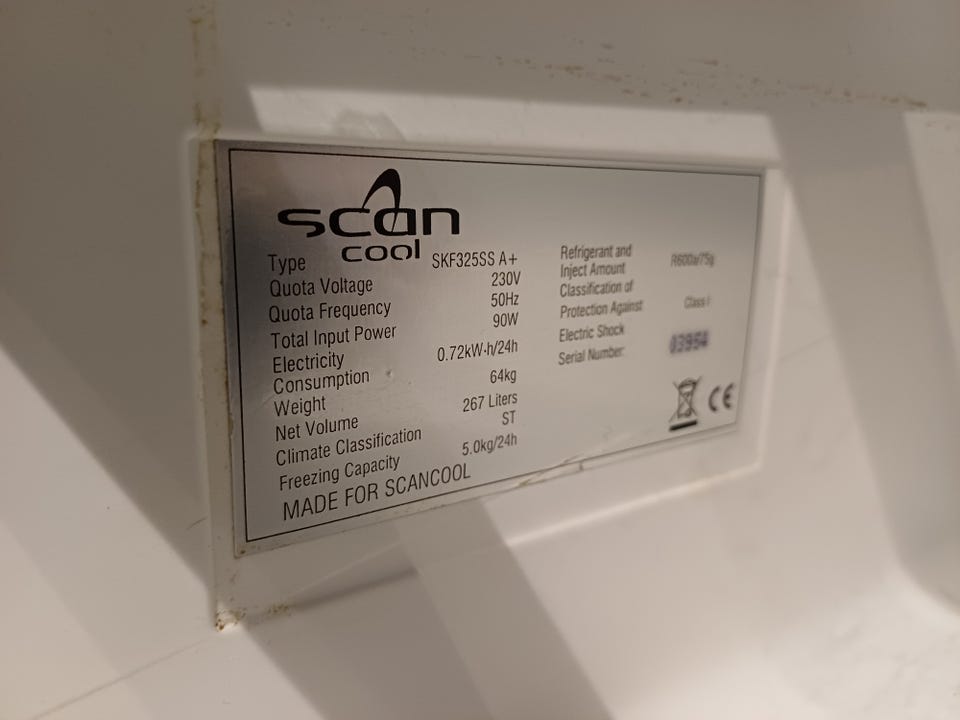 scan
cool
Type SKF325SS A+
Quota Voltage 230V
Quota Frequency 50Hz
Total Input Power 90W
Electricity
Consumption 0.72kW·h/24h
Weight 64kg
Net Volume 267 Liters
Climate Classification ST
Freezing Capacity 5.0kg/24h
MADE FOR SCANCOOL
Refrigerant and
Inject Amount R600a/75g
Classification of
Protection Against Class I
Electric Shock
Serial Number: 03954
CE